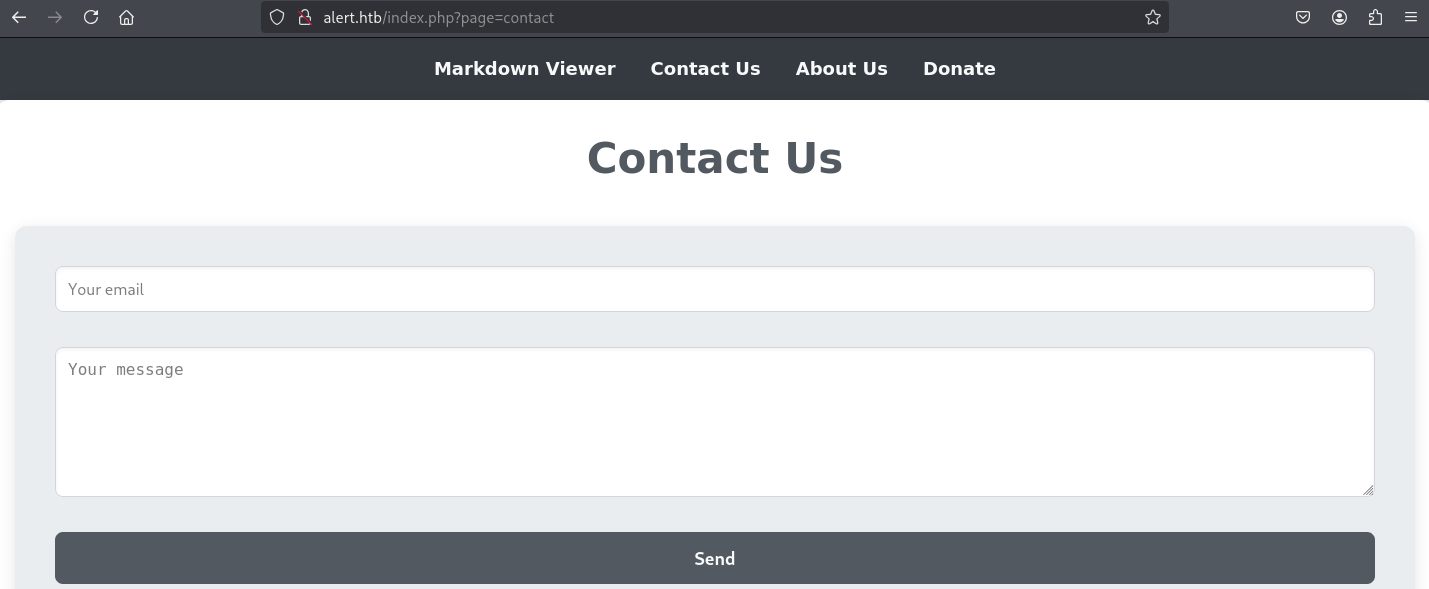 alert.htb/index.php?page=contact
Markdown Viewer Contact Us About Us Donate
Contact Us
Your email
Your message
Send